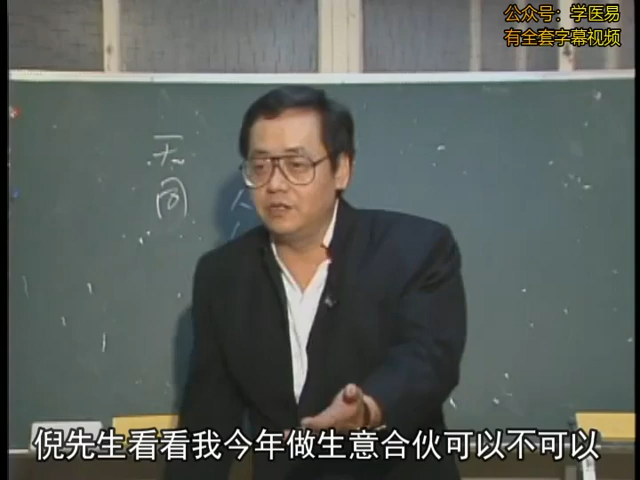 公众号：学医易
有全套字幕视频
天
同
人
倪先生看看我今年做生意合伙可以不可以